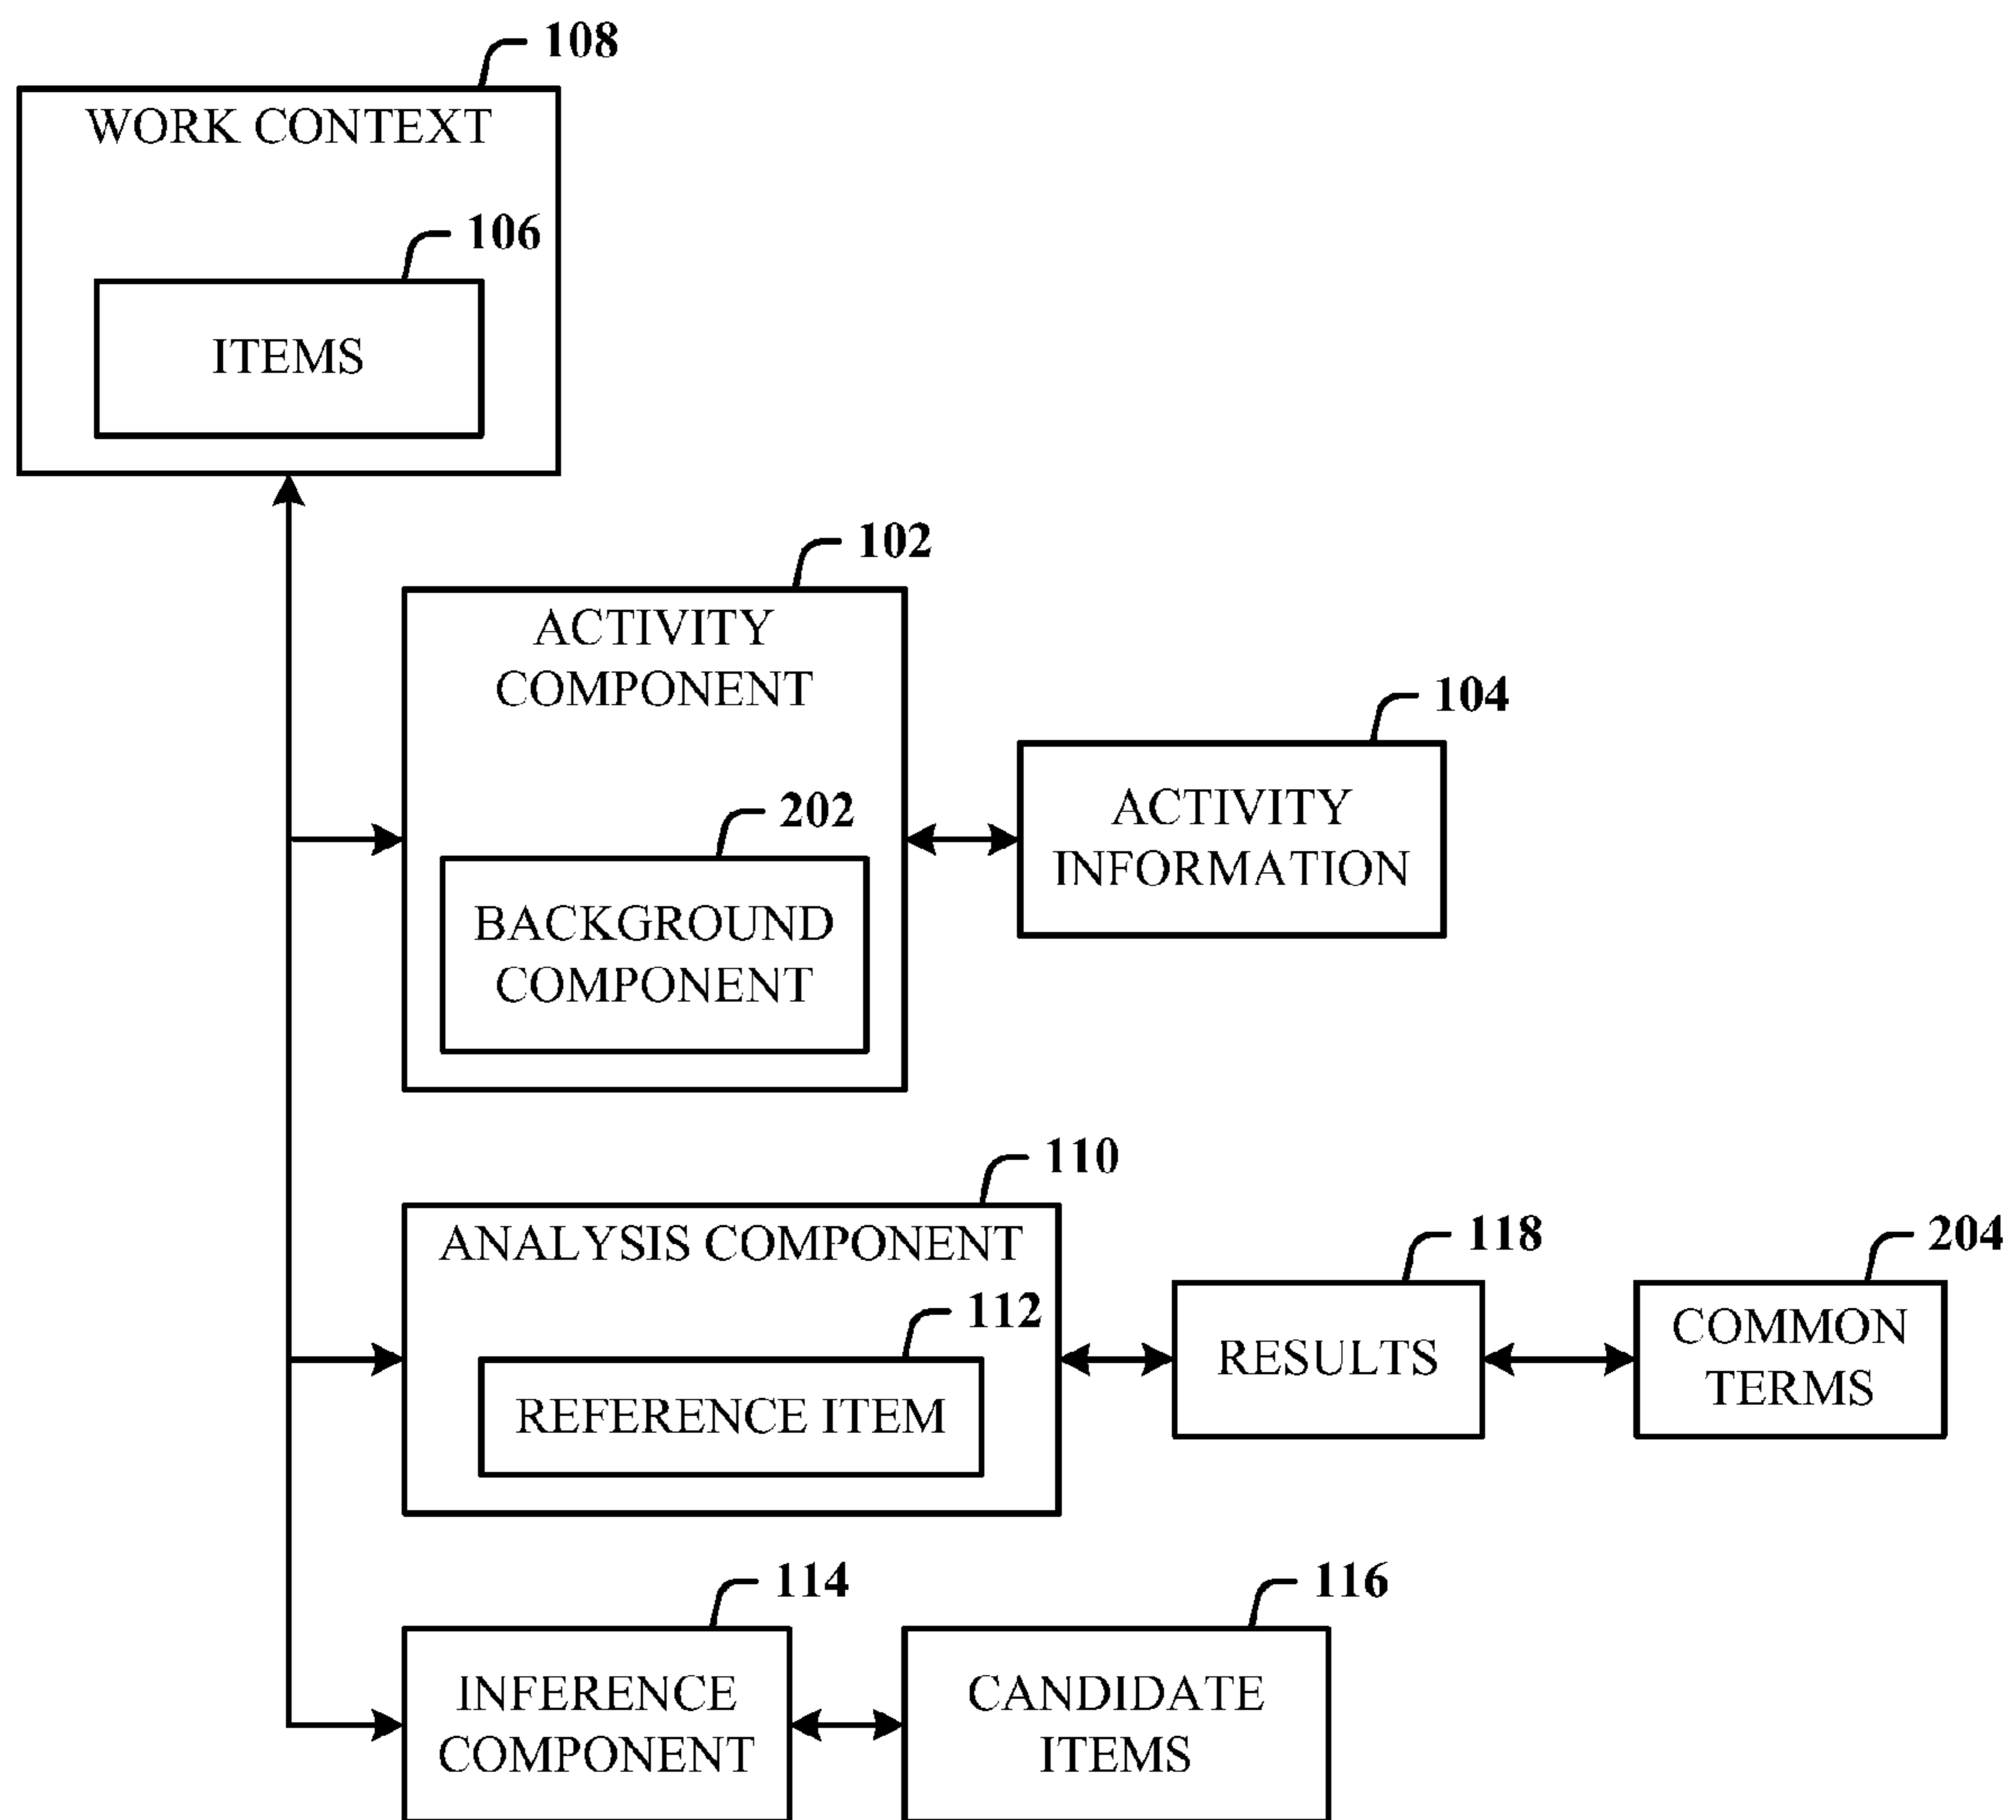 108
WORK CONTEXT
106
ITEMS
102
ACTIVITY
COMPONENT
104
ACTIVITY
INFORMATION
202
BACKGROUND
COMPONENT
110
ANALYSIS COMPONENT
112
REFERENCE ITEM
118
RESULTS
204
COMMON
TERMS
114
INFERENCE
COMPONENT
116
CANDIDATE
ITEMS